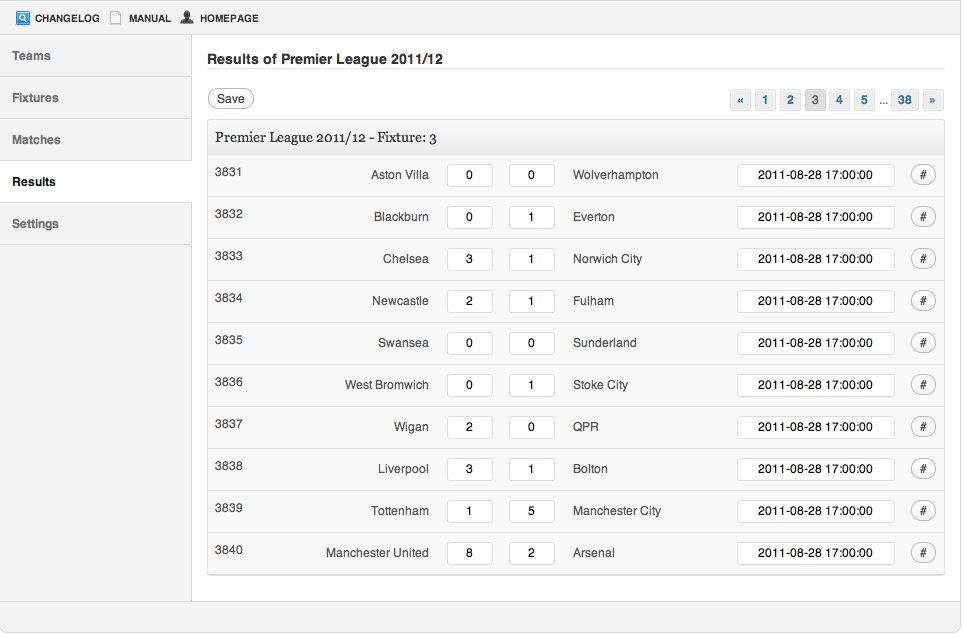 CHANGELOG MANUAL HOMEPAGE
Teams
Fixtures
Matches
Results
Settings
Results of Premier League 2011/12
Save « 1 2 3 4 5 ... 38 »
Premier League 2011/12 - Fixture: 3
3831 Aston Villa 0 0 Wolverhampton 2011-08-28 17:00:00 #
3832 Blackburn 0 1 Everton 2011-08-28 17:00:00 #
3833 Chelsea 3 1 Norwich City 2011-08-28 17:00:00 #
3834 Newcastle 2 1 Fulham 2011-08-28 17:00:00 #
3835 Swansea 0 0 Sunderland 2011-08-28 17:00:00 #
3836 West Bromwich 0 1 Stoke City 2011-08-28 17:00:00 #
3837 Wigan 2 0 QPR 2011-08-28 17:00:00 #
3838 Liverpool 3 1 Bolton 2011-08-28 17:00:00 #
3839 Tottenham 1 5 Manchester City 2011-08-28 17:00:00 #
3840 Manchester United 8 2 Arsenal 2011-08-28 17:00:00 #